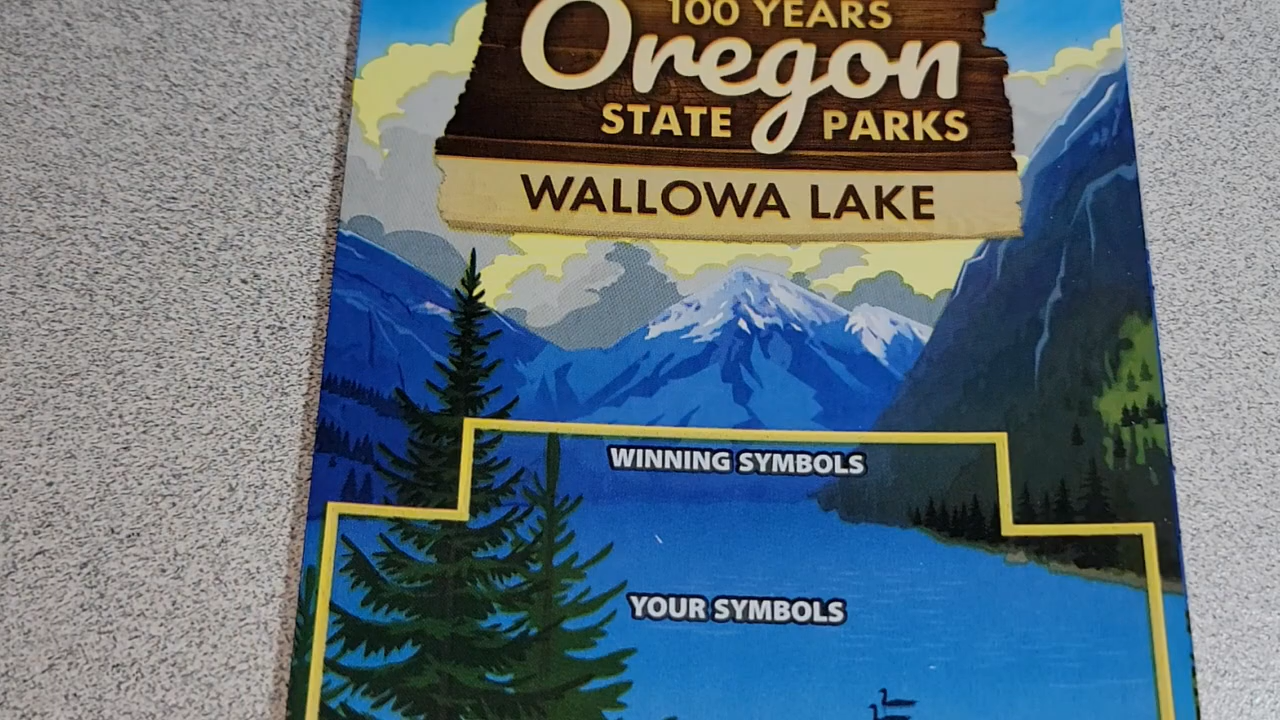 100 YEARS
Oregon
STATE PARKS
WALLOWA LAKE
WINNING SYMBOLS
YOUR SYMBOLS